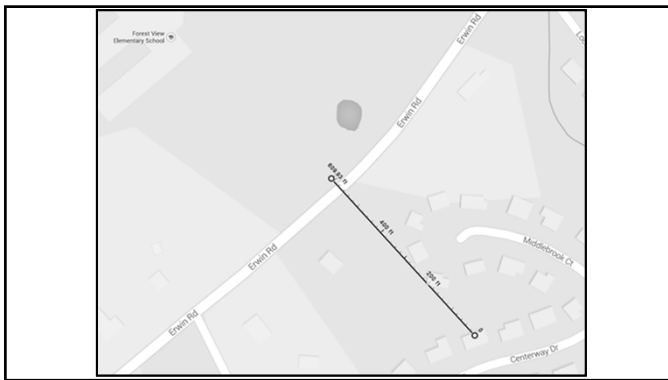 Forest View
Elementary School
Erwin Rd
Erwin Rd
609.83 ft
400 ft
Middlebrook Ct
Erwin Rd
200 ft
Erwin Rd
0
Centerway Dr